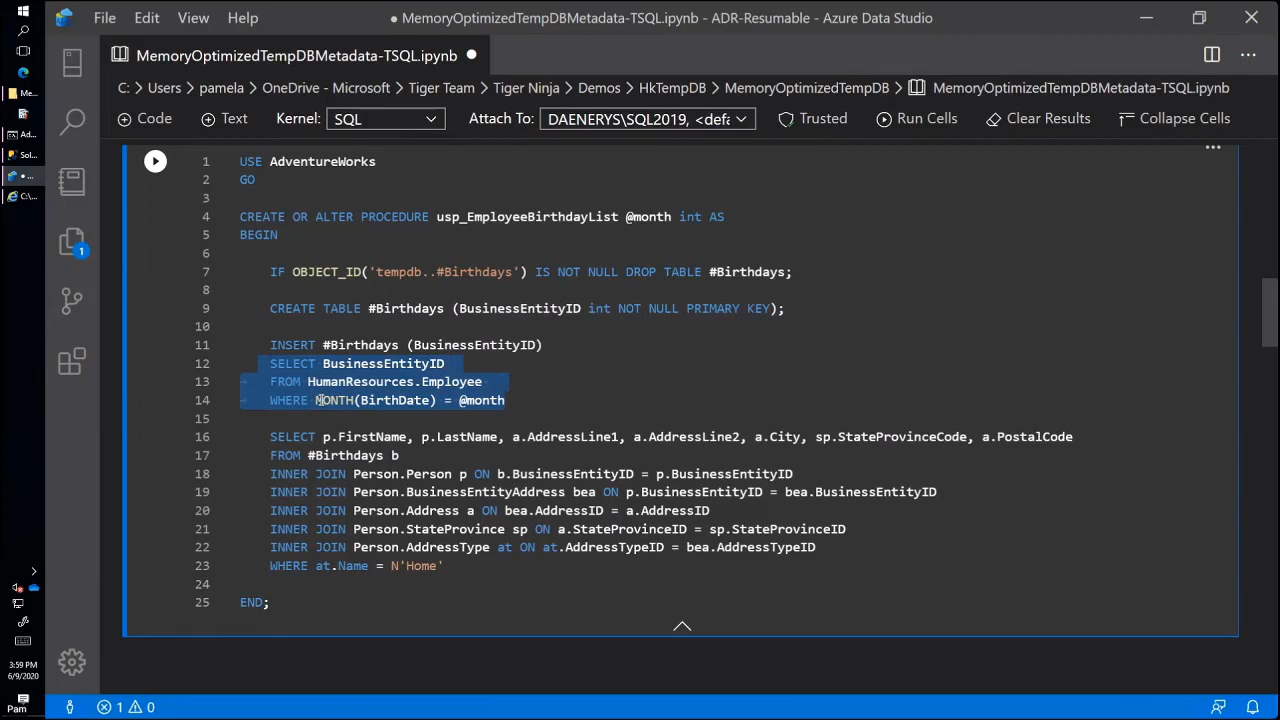 File Edit View Help ● MemoryOptimizedTempDBMetadata-TSQL.ipynb - ADR-Resumable - Azure Data Studio
MemoryOptimizedTempDBMetadata-TSQL.ipynb
C: > Users > pamela > OneDrive - Microsoft > Tiger Team > Tiger Ninja > Demos > HkTempDB > MemoryOptimizedTempDB > MemoryOptimizedTempDBMetadata-TSQL.ipynb
Code Text Kernel: SQL Attach To: DAENERYS\SQL2019, <defa Trusted Run Cells Clear Results Collapse Cells
1 USE AdventureWorks
2 GO
3
4 CREATE OR ALTER PROCEDURE usp_EmployeeBirthdayList @month int AS
5 BEGIN
6
7 IF OBJECT_ID('tempdb..#Birthdays') IS NOT NULL DROP TABLE #Birthdays;
8
9 CREATE TABLE #Birthdays (BusinessEntityID int NOT NULL PRIMARY KEY);
10
11 INSERT #Birthdays (BusinessEntityID)
12 SELECT BusinessEntityID
13 FROM HumanResources.Employee
14 WHERE MONTH(BirthDate) = @month
15
16 SELECT p.FirstName, p.LastName, a.AddressLine1, a.AddressLine2, a.City, sp.StateProvinceCode, a.PostalCode
17 FROM #Birthdays b
18 INNER JOIN Person.Person p ON b.BusinessEntityID = p.BusinessEntityID
19 INNER JOIN Person.BusinessEntityAddress bea ON p.BusinessEntityID = bea.BusinessEntityID
20 INNER JOIN Person.Address a ON bea.AddressID = a.AddressID
21 INNER JOIN Person.StateProvince sp ON a.StateProvinceID = sp.StateProvinceID
22 INNER JOIN Person.AddressType at ON at.AddressTypeID = bea.AddressTypeID
23 WHERE at.Name = N'Home'
24
25 END;
Me...
Ad...
Sol...
C:\...
1
3:59 PM
6/9/2020
Pam
1 0